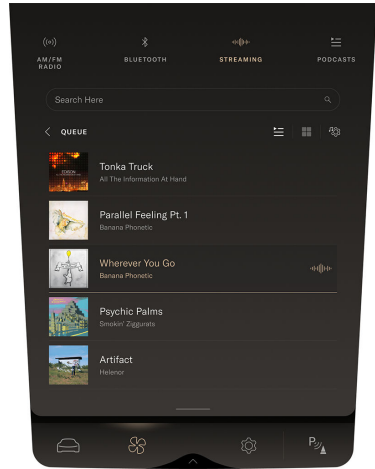 AM/FM
RADIO
BLUETOOTH
STREAMING
PODCASTS
Search Here
QUEUE
EDISON
Tonka Truck
All The Information At Hand
Parallel Feeling Pt. 1
Banana Phonetic
Wherever You Go
Banana Phonetic
Psychic Palms
Smokin' Ziggurats
Artifact
Helenor
P